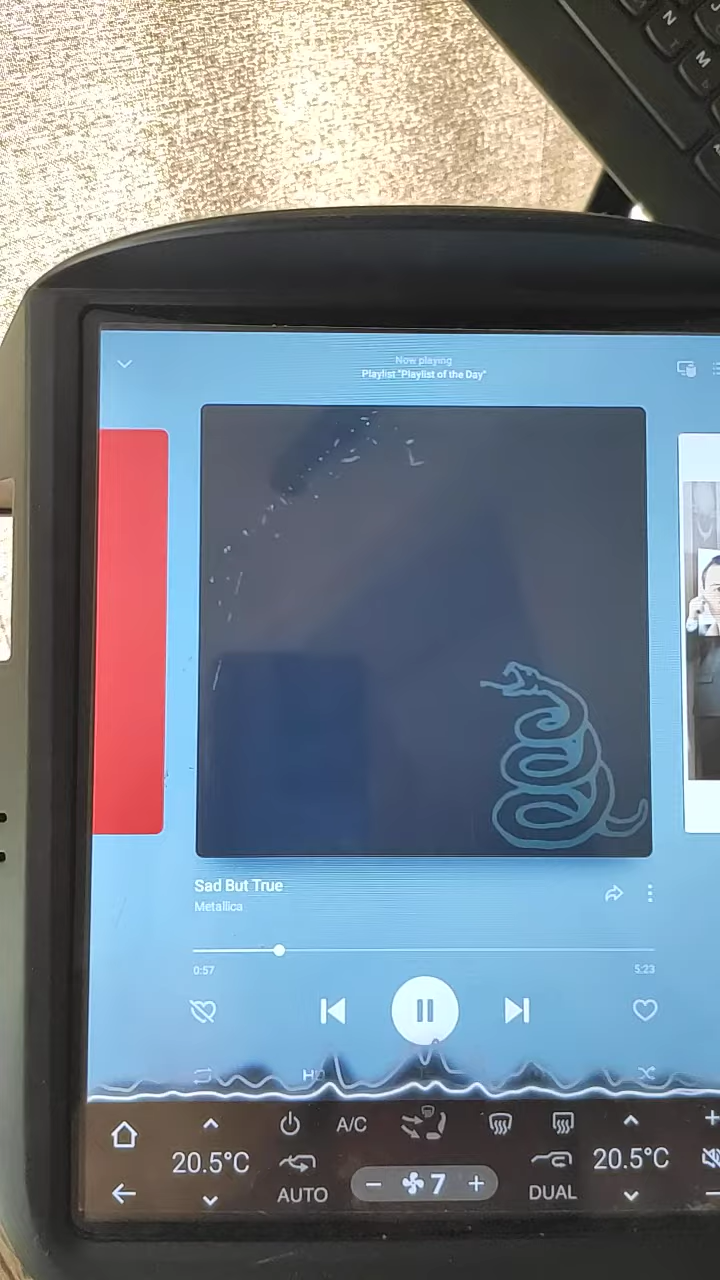 N
M
Now playing
Playlist "Playlist of the Day"
Sad But True
Metallica
0:57
5:23
A/C
20.5°C
20.5°C
7
AUTO
DUAL